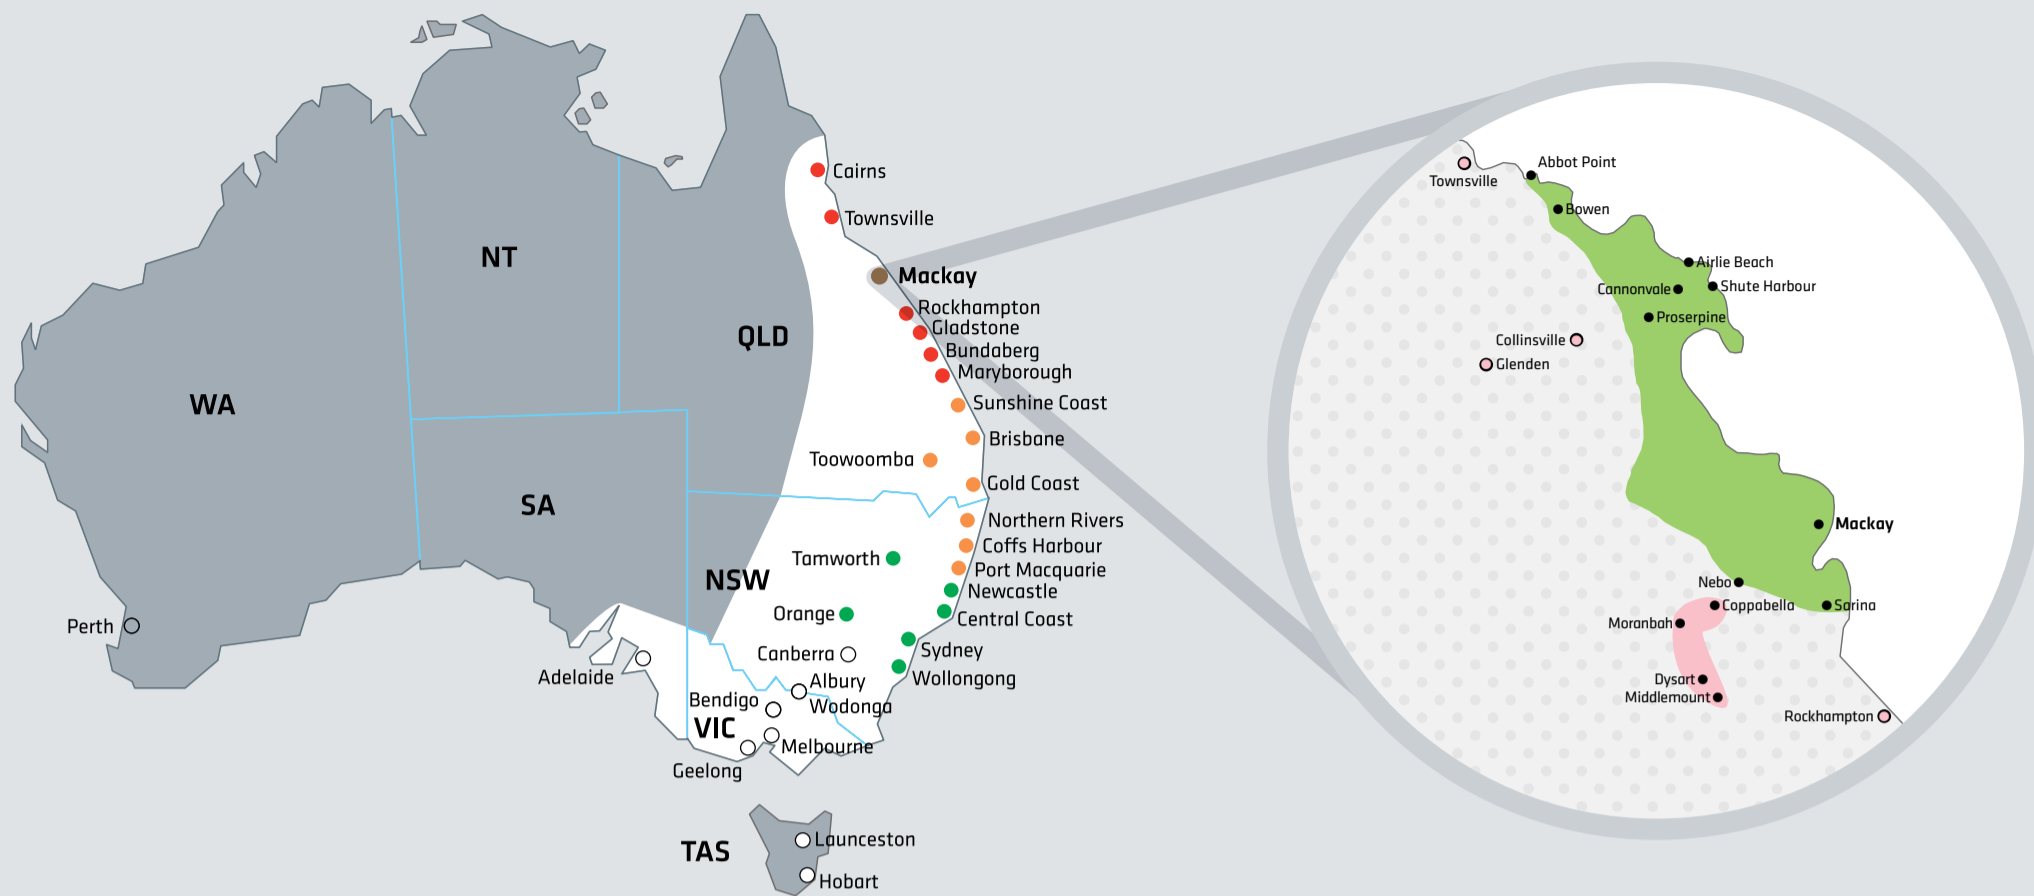 Cairns
Townsville
Mackay
Rockhampton
Gladstone
Bundaberg
Maryborough
Sunshine Coast
Brisbane
Toowoomba
Gold Coast
Northern Rivers
Coffs Harbour
Port Macquarie
Newcastle
Central Coast
Sydney
Wollongong
Tamworth
Orange
Canberra
Albury
Wodonga
Bendigo
Melbourne
Geelong
Adelaide
Perth
Launceston
Hobart
WA
NT
SA
QLD
NSW
VIC
TAS
Townsville
Abbot Point
Bowen
Airlie Beach
Cannonvale
Shute Harbour
Proserpine
Collinsville
Glenden
Mackay
Nebo
Coppabella
Sarina
Moranbah
Dysart
Middlemount
Rockhampton